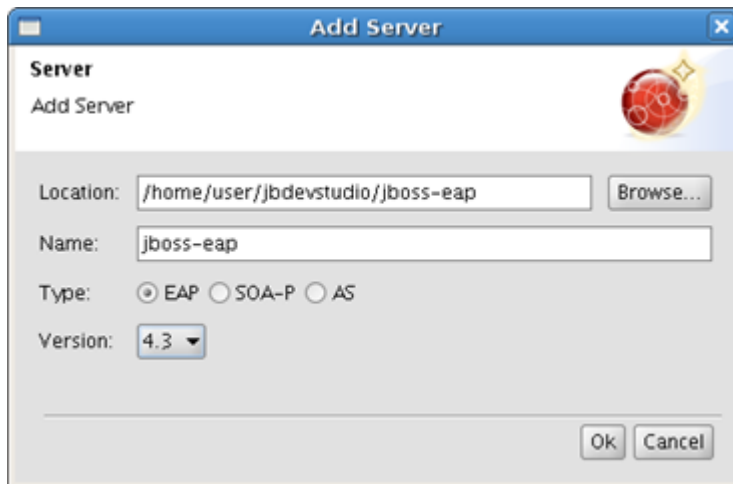 Add Server
Server
Add Server
Location: /home/user/jbdevstudio/jboss-eap Browse...
Name: jboss-eap
Type: EAP SOA-P AS
Version: 4.3
Ok Cancel